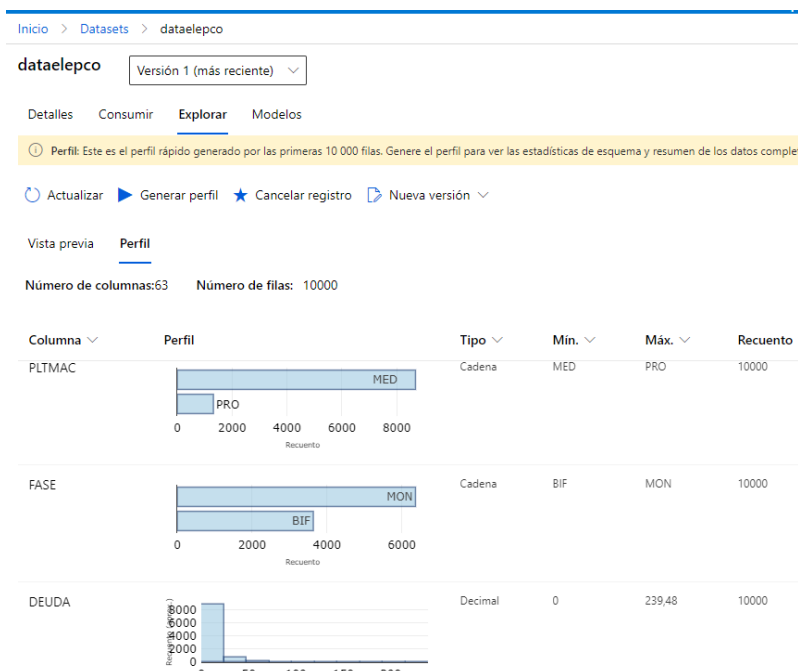 Inicio > Datasets > dataelepco
dataelepco
Versión 1 (más reciente)
Detalles Consumir Explorar Modelos
Perfil: Este es el perfil rápido generado por las primeras 10 000 filas. Genere el perfil para ver las estadísticas de esquema y resumen de los datos comple
Actualizar Generar perfil Cancelar registro Nueva versión
Vista previa Perfil
Número de columnas:63 Número de filas: 10000
Columna Perfil Tipo Mín. Máx. Recuento
PLTMAC Cadena MED PRO 10000
MED
PRO
0 2000 4000 6000 8000
Recuento
FASE Cadena BIF MON 10000
MON
BIF
0 2000 4000 6000
Recuento
DEUDA Decimal 0 239,48 10000
8000
6000
4000
2000
0